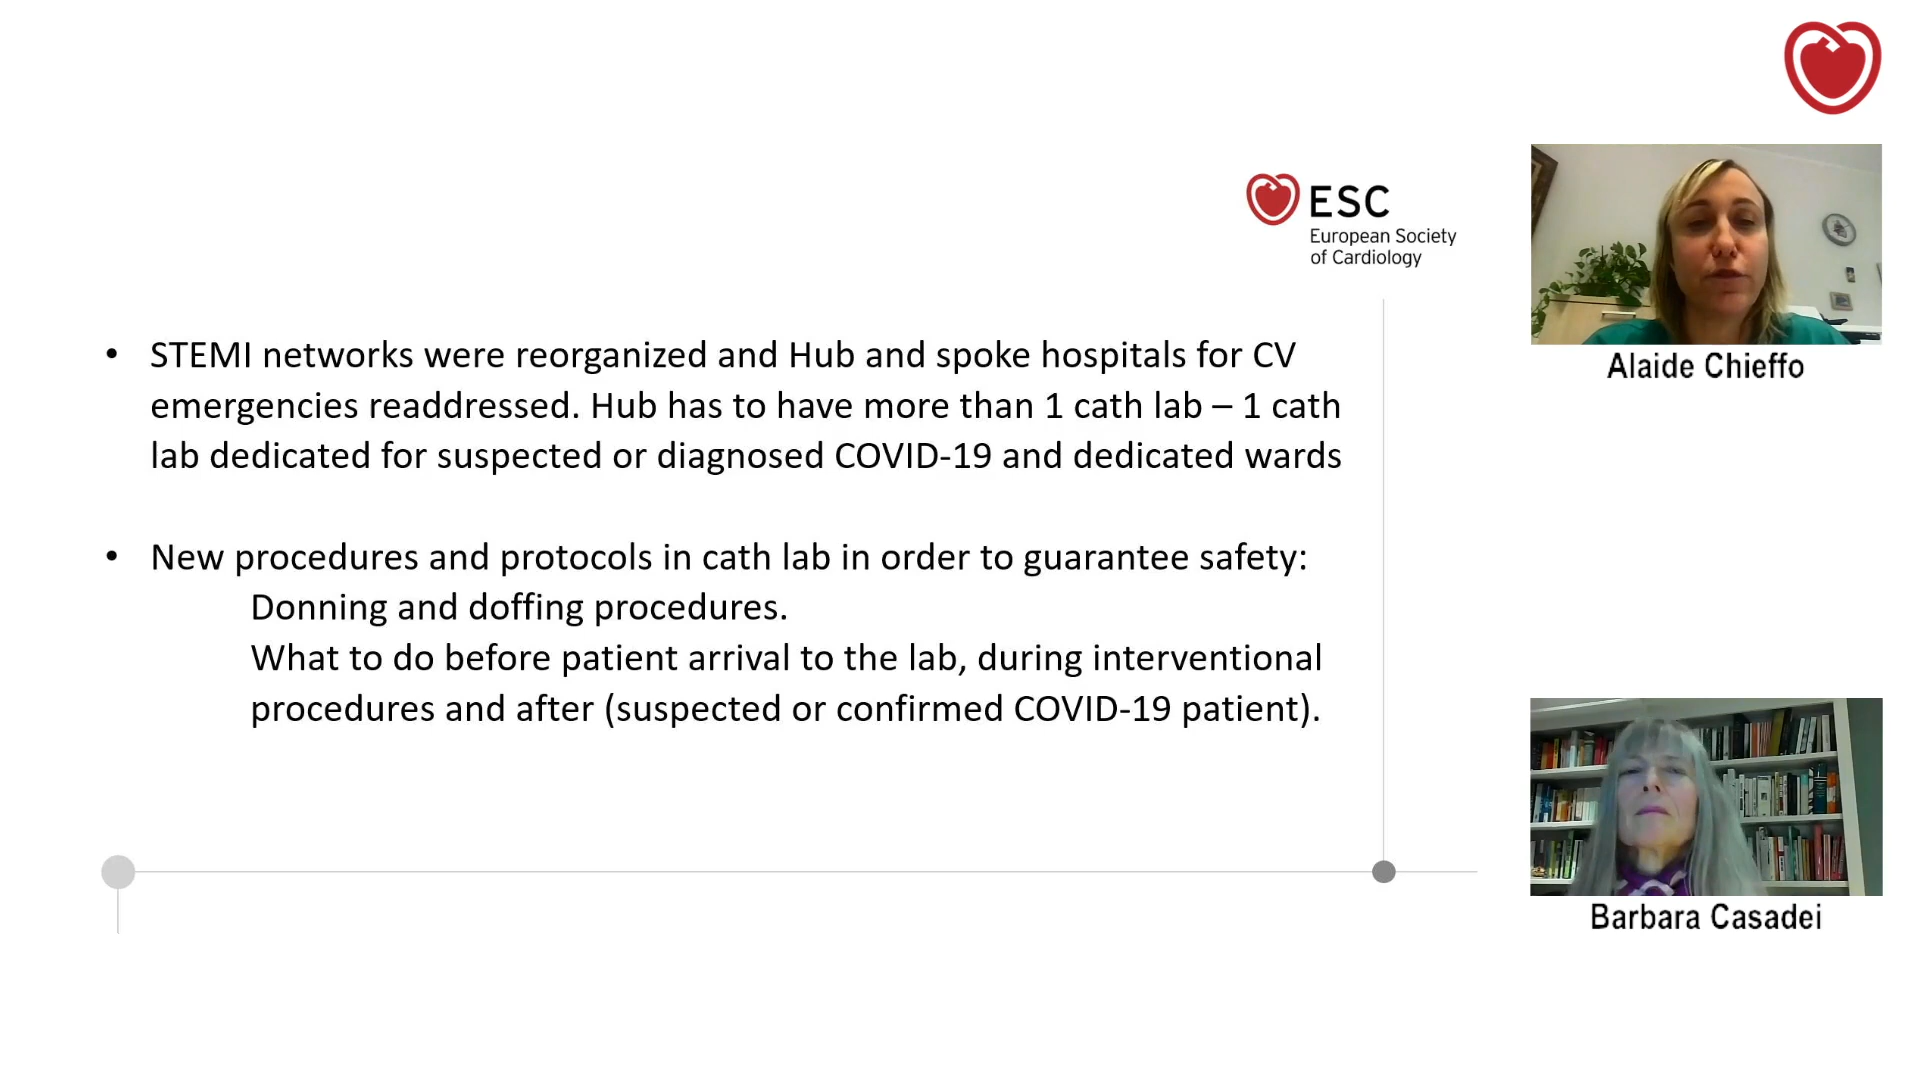 ESC
European Society
of Cardiology
• STEMI networks were reorganized and Hub and spoke hospitals for CV
emergencies readdressed. Hub has to have more than 1 cath lab – 1 cath
lab dedicated for suspected or diagnosed COVID-19 and dedicated wards
• New procedures and protocols in cath lab in order to guarantee safety:
Donning and doffing procedures.
What to do before patient arrival to the lab, during interventional
procedures and after (suspected or confirmed COVID-19 patient).
Alaide Chieffo
Barbara Casadei